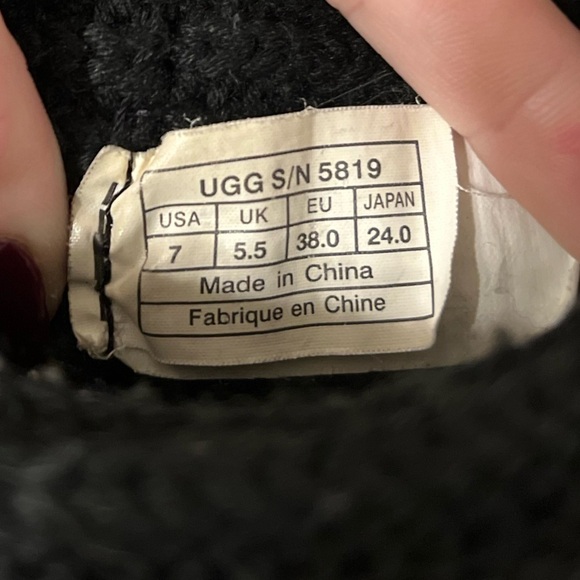 UGG S/N 5819
USA UK EU JAPAN
7 5.5 38.0 24.0
Made in China
Fabrique en Chine